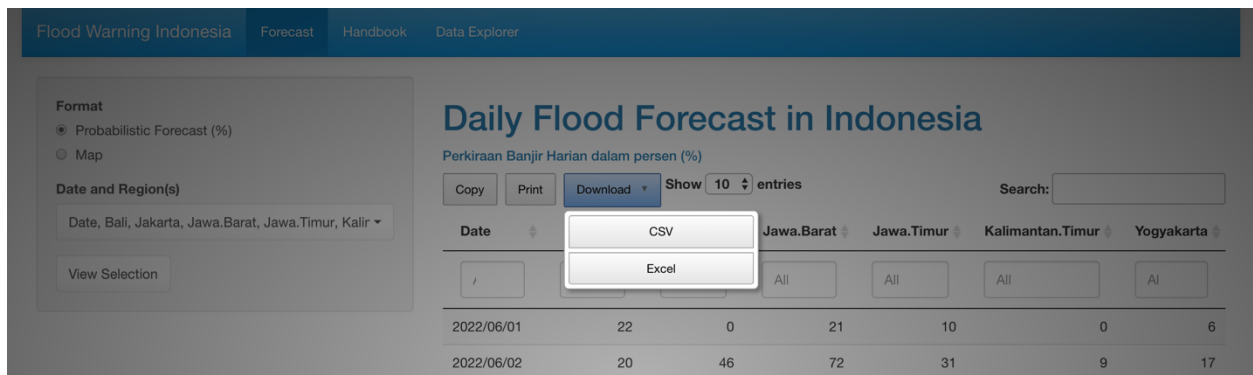 Flood Warning Indonesia Forecast Handbook Data Explorer
Format
Probabilistic Forecast (%)
Map
Date and Region(s)
Date, Bali, Jakarta, Jawa.Barat, Jawa.Timur, Kalir
View Selection
Daily Flood Forecast in Indonesia
Perkiraan Banjir Harian dalam persen (%)
Copy Print Download Show 10 entries Search:
CSV
Excel
Date Jawa.Barat Jawa.Timur Kalimantan.Timur Yogyakarta
All All All Al
2022/06/01 22 0 21 10 0 6
2022/06/02 20 46 72 31 9 17